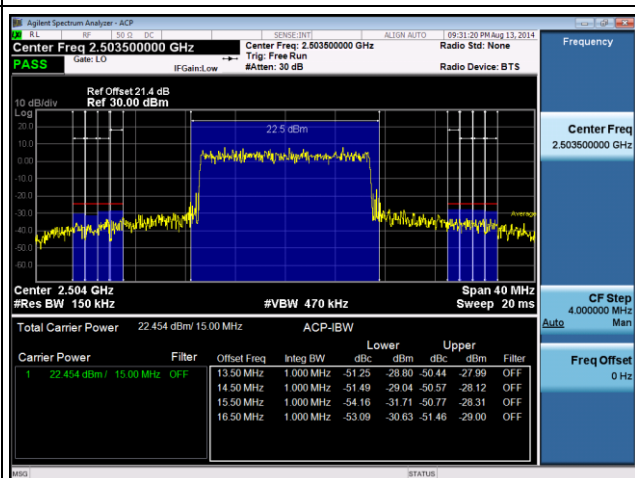 Agilent Spectrum Analyzer - ACP
RL RF 50 Ω DC SENSE:INT ALIGN AUTO 09:31:20 PM Aug 13, 2014
Center Freq 2.503500000 GHz
Center Freq: 2.503500000 GHz
Radio Std: None
Frequency
PASS
Gate: LO
IFGain:Low
Trig: Free Run
#Atten: 30 dB
Radio Device: BTS
Ref Offset 21.4 dB
10 dB/div Ref 30.00 dBm
Log
20.0
10.0
0.00
-10.0
-20.0
-30.0
-40.0
-50.0
-60.0
22.5 dBm
Average
Center Freq
2.503500000 GHz
Center 2.504 GHz Span 40 MHz
#Res BW 150 kHz #VBW 470 kHz Sweep 20 ms
CF Step
4.000000 MHz
Auto Man
Total Carrier Power 22.454 dBm/ 15.00 MHz ACP-IBW
Lower Upper
Carrier Power Filter Offset Freq Integ BW dBc dBm dBc dBm Filter
1 22.454 dBm / 15.00 MHz OFF 13.50 MHz 1.000 MHz -51.25 -28.80 -50.44 -27.99 OFF
14.50 MHz 1.000 MHz -51.49 -29.04 -50.57 -28.12 OFF
15.50 MHz 1.000 MHz -54.16 -31.71 -50.77 -28.31 OFF
16.50 MHz 1.000 MHz -53.09 -30.63 -51.46 -29.00 OFF
Freq Offset
0 Hz
MSG STATUS